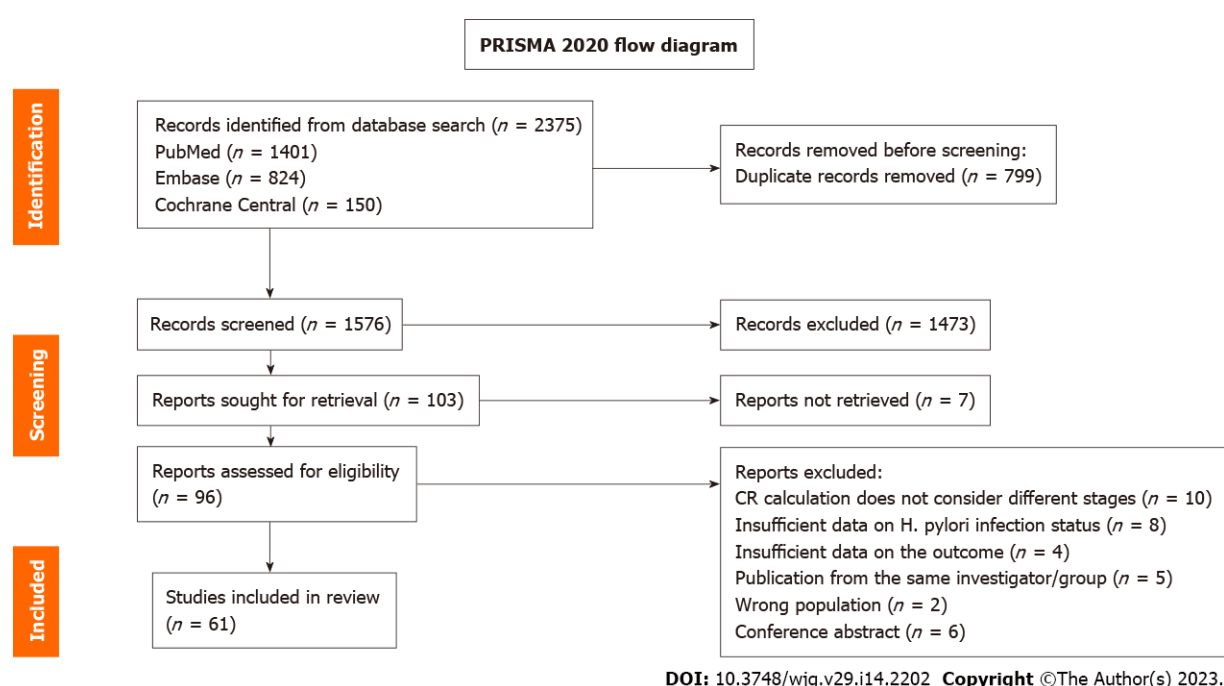 PRISMA 2020 flow diagram
Identification
Records identified from database search (n = 2375)
PubMed (n = 1401)
Embase (n = 824)
Cochrane Central (n = 150)
Records removed before screening:
Duplicate records removed (n = 799)
Screening
Records screened (n = 1576)
Records excluded (n = 1473)
Reports sought for retrieval (n = 103)
Reports not retrieved (n = 7)
Reports assessed for eligibility
(n = 96)
Reports excluded:
CR calculation does not consider different stages (n = 10)
Insufficient data on H. pylori infection status (n = 8)
Insufficient data on the outcome (n = 4)
Publication from the same investigator/group (n = 5)
Wrong population (n = 2)
Conference abstract (n = 6)
Included
Studies included in review
(n = 61)
DOI: 10.3748/wjg.v29.i14.2202 Copyright ©The Author(s) 2023.